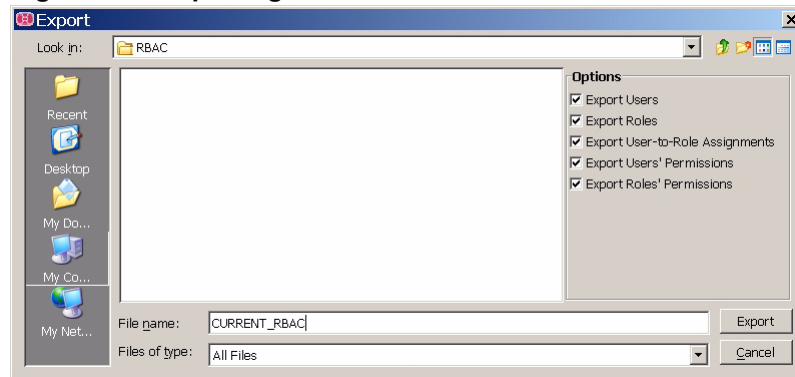 Export
Look in:
RBAC
Recent
Desktop
My Do...
My Co...
My Net...
Options
Export Users
Export Roles
Export User-to-Role Assignments
Export Users' Permissions
Export Roles' Permissions
File name:
CURRENT_RBAC
Export
Files of type:
All Files
Cancel